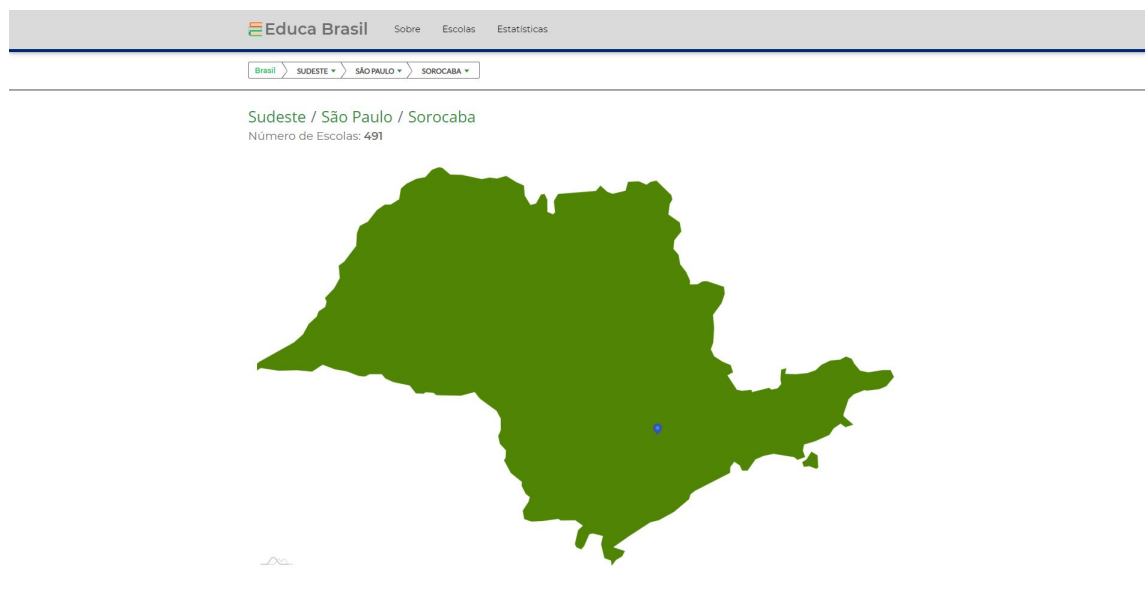 Educa Brasil Sobre Escolas Estatísticas
Brasil SUDESTE SÃO PAULO SOROCABA
Sudeste / São Paulo / Sorocaba
Número de Escolas: 491